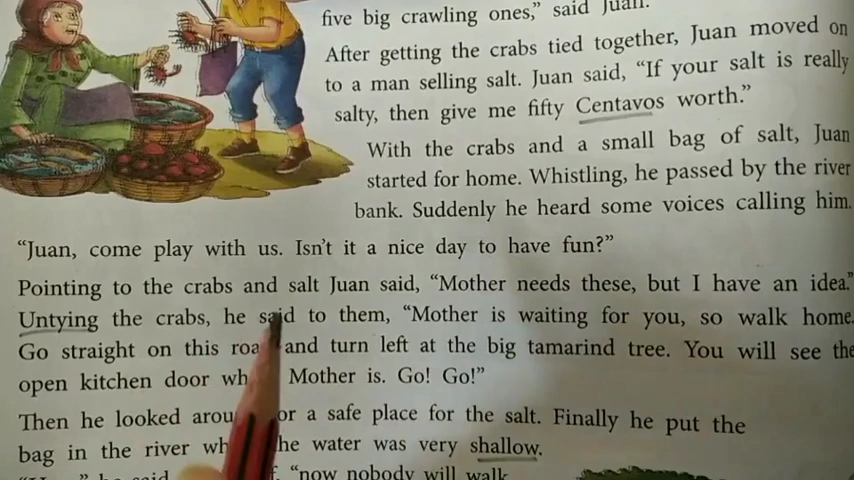 five big crawling ones,” said Juan.
After getting the crabs tied together, Juan moved on
to a man selling salt. Juan said, “If your salt is really
salty, then give me fifty Centavos worth.”
With the crabs and a small bag of salt, Juan
started for home. Whistling, he passed by the river
bank. Suddenly he heard some voices calling him.
“Juan, come play with us. Isn’t it a nice day to have fun?”
Pointing to the crabs and salt Juan said, “Mother needs these, but I have an idea.”
Untying the crabs, he said to them, “Mother is waiting for you, so walk home.
Go straight on this road and turn left at the big tamarind tree. You will see the
open kitchen door Mother is. Go! Go!”
Then he looked for a safe place for the salt. Finally he put the
bag in the river the water was very shallow.
“now nobody will walk